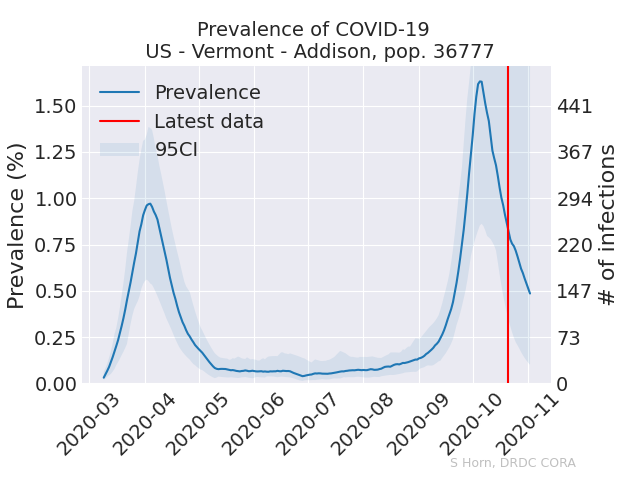 Prevalence of COVID-19
US - Vermont - Addison, pop. 36777
Prevalence
Latest data
95CI
Prevalence (%)
1.50
1.25
1.00
0.75
0.50
0.25
0.00
441
367
294
220
147
73
0
# of infections
2020-03
2020-04
2020-05
2020-06
2020-07
2020-08
2020-09
2020-10
2020-11
S Horn, DRDC CORA